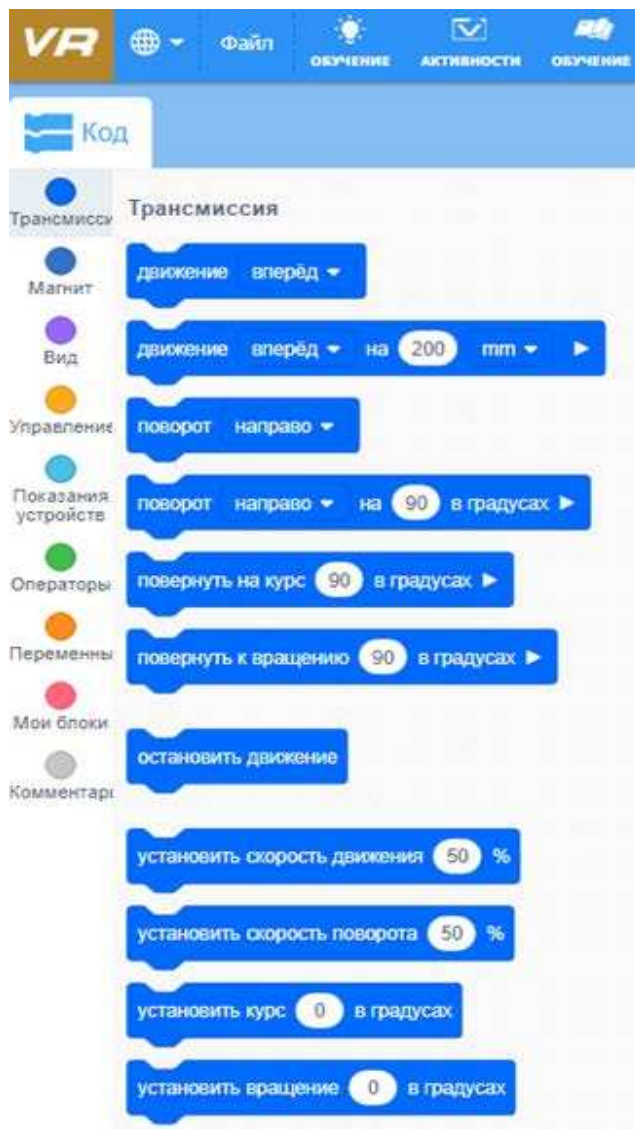 VR Файл ОБУЧЕНИЕ АКТИВНОСТИ ОБУЧЕНИЕ
Код
Трансмисси
Магнит
Вид
Управление
Показания
устройств
Операторы
Переменны
Мои блоки
Комментари
Трансмиссия
движение вперёд
движение вперёд на 200 mm
поворот направо
поворот направо на 90 в градусах
повернуть на курс 90 в градусах
повернуть к вращению 90 в градусах
остановить движение
установить скорость движения 50 %
установить скорость поворота 50 %
установить курс 0 в градусах
установить вращение 0 в градусах